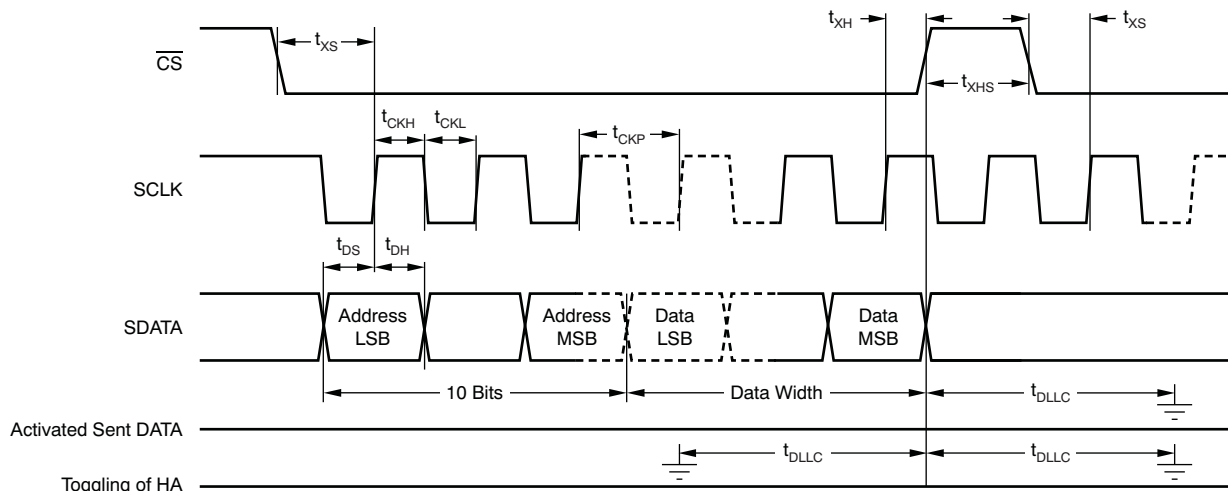 tXH
tXS
tXS
CS
tXHS
tCKH
tCKL
tCKP
SCLK
tDS
tDH
SDATA
Address
LSB
Address
MSB
Data
LSB
Data
MSB
10 Bits
Data Width
tDLLC
Activated Sent DATA
tDLLC
tDLLC
Toggling of HA